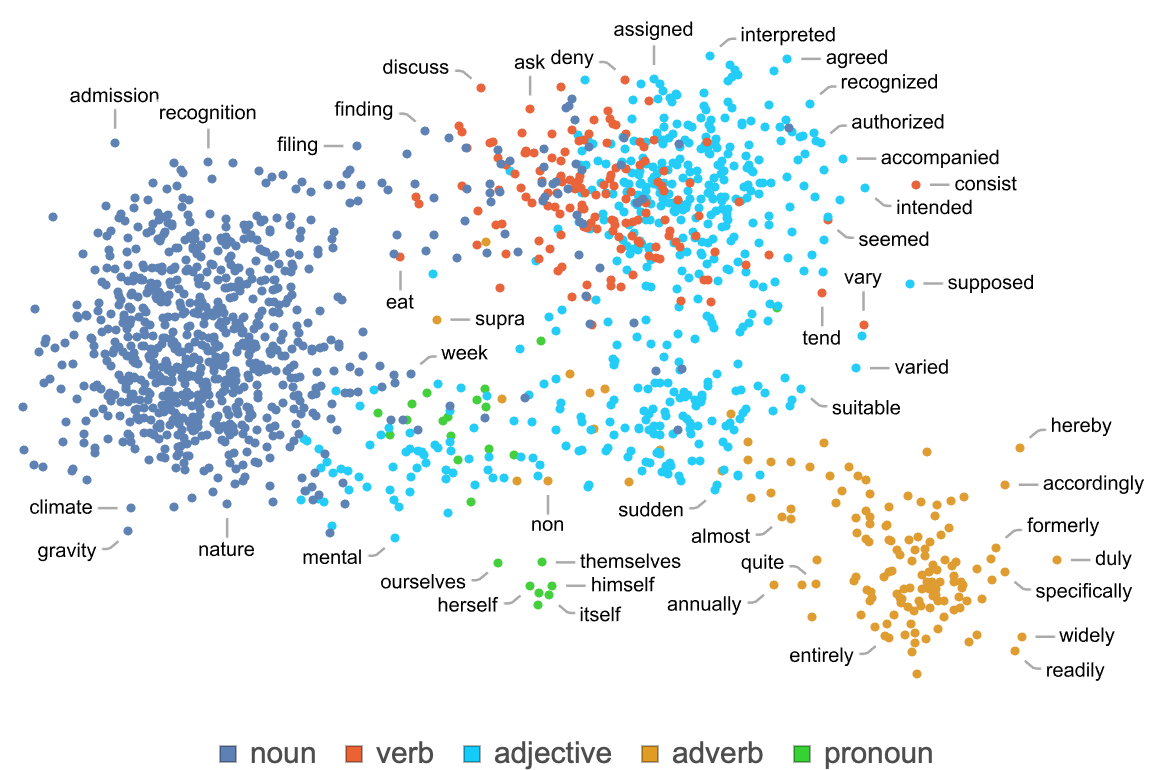 assigned
interpreted
discuss
ask
deny
agreed
recognized
admission
recognition
finding
filing
authorized
accompanied
consist
intended
seemed
vary
supposed
eat
supra
tend
week
varied
suitable
hereby
climate
gravity
nature
mental
non
sudden
almost
accordingly
formerly
duly
specifically
ourselves
themselves
herself
himself
itself
quite
annually
entirely
widely
readily
noun verb adjective adverb pronoun